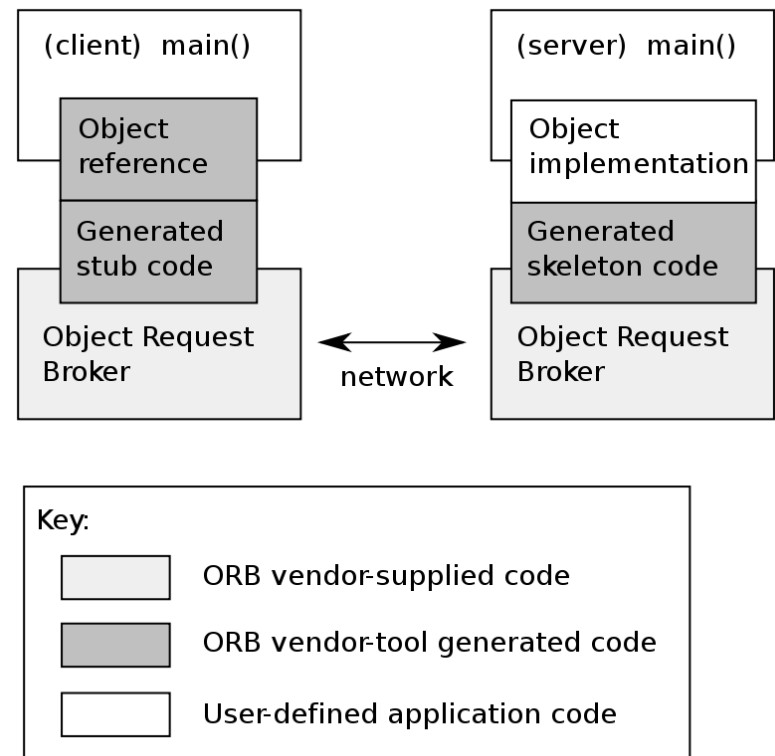 (client) main()
Object
reference
Generated
stub code
Object Request
Broker
network
(server) main()
Object
implementation
Generated
skeleton code
Object Request
Broker
Key:
ORB vendor-supplied code
ORB vendor-tool generated code
User-defined application code